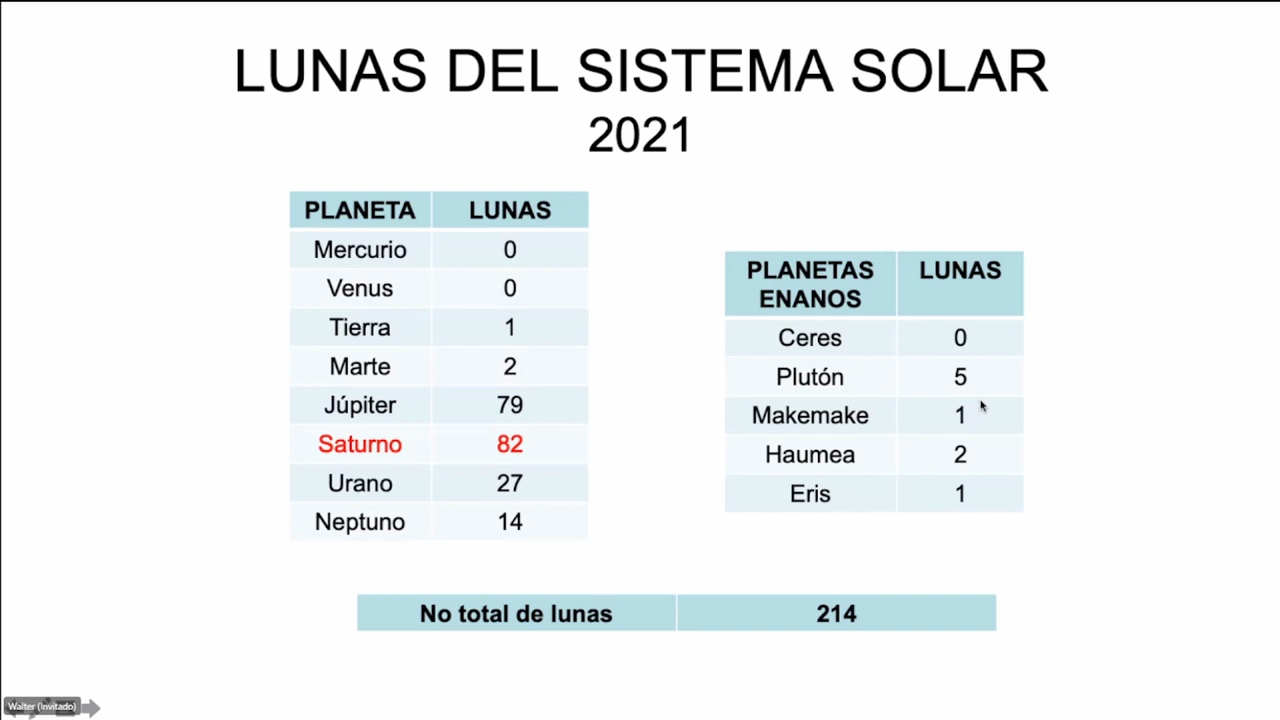 LUNAS DEL SISTEMA SOLAR
2021
PLANETA LUNAS
Mercurio 0
Venus 0
Tierra 1
Marte 2
Júpiter 79
Saturno 82
Urano 27
Neptuno 14
PLANETAS ENANOS LUNAS
Ceres 0
Plutón 5
Makemake 1
Haumea 2
Eris 1
No total de lunas 214
Walter (Invitado)